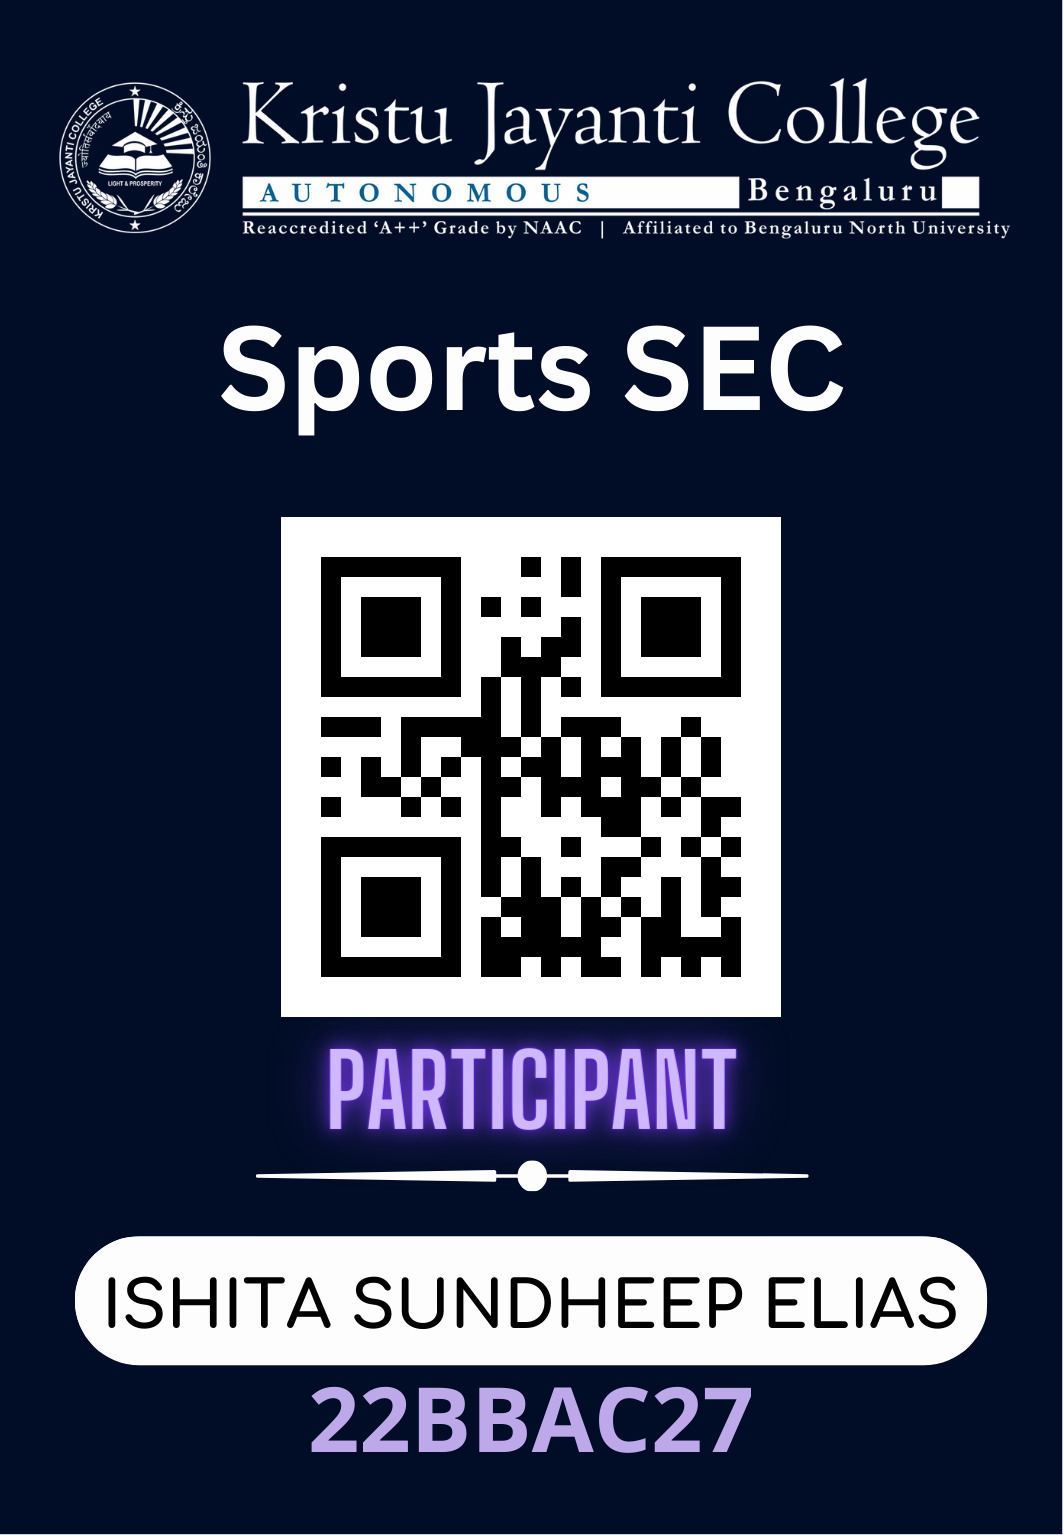 KRISTU JAYANTI COLLEGE
ಕ್ರಿಸ್ತು ಜಯಂತಿ ಕಾಲೇಜು
LIGHT & PROSPERITY
Kristu Jayanti College
AUTONOMOUS Bengaluru
Reaccredited ‘A++’ Grade by NAAC | Affiliated to Bengaluru North University
Sports SEC
PARTICIPANT
ISHITA SUNDHEEP ELIAS
22BBAC27